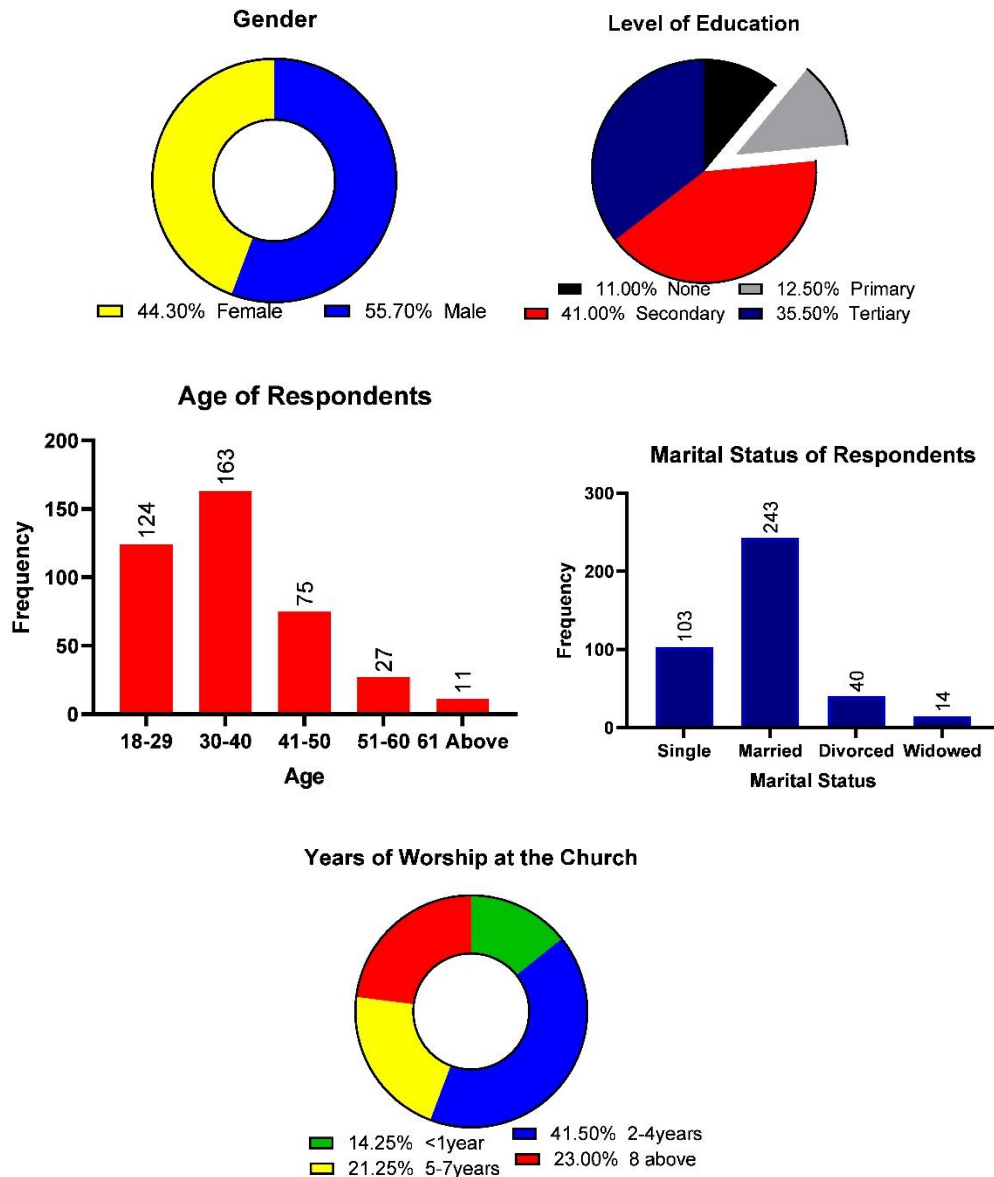 Gender
44.30% Female 55.70% Male
Level of Education
11.00% None 12.50% Primary
41.00% Secondary 35.50% Tertiary
Age of Respondents
Frequency
200
150
100
50
0
124
163
75
27
11
18-29 30-40 41-50 51-60 61 Above
Age
Marital Status of Respondents
Frequency
300
200
100
0
103
243
40
14
Single Married Divorced Widowed
Marital Status
Years of Worship at the Church
14.25% <1year 41.50% 2-4years
21.25% 5-7years 23.00% 8 above